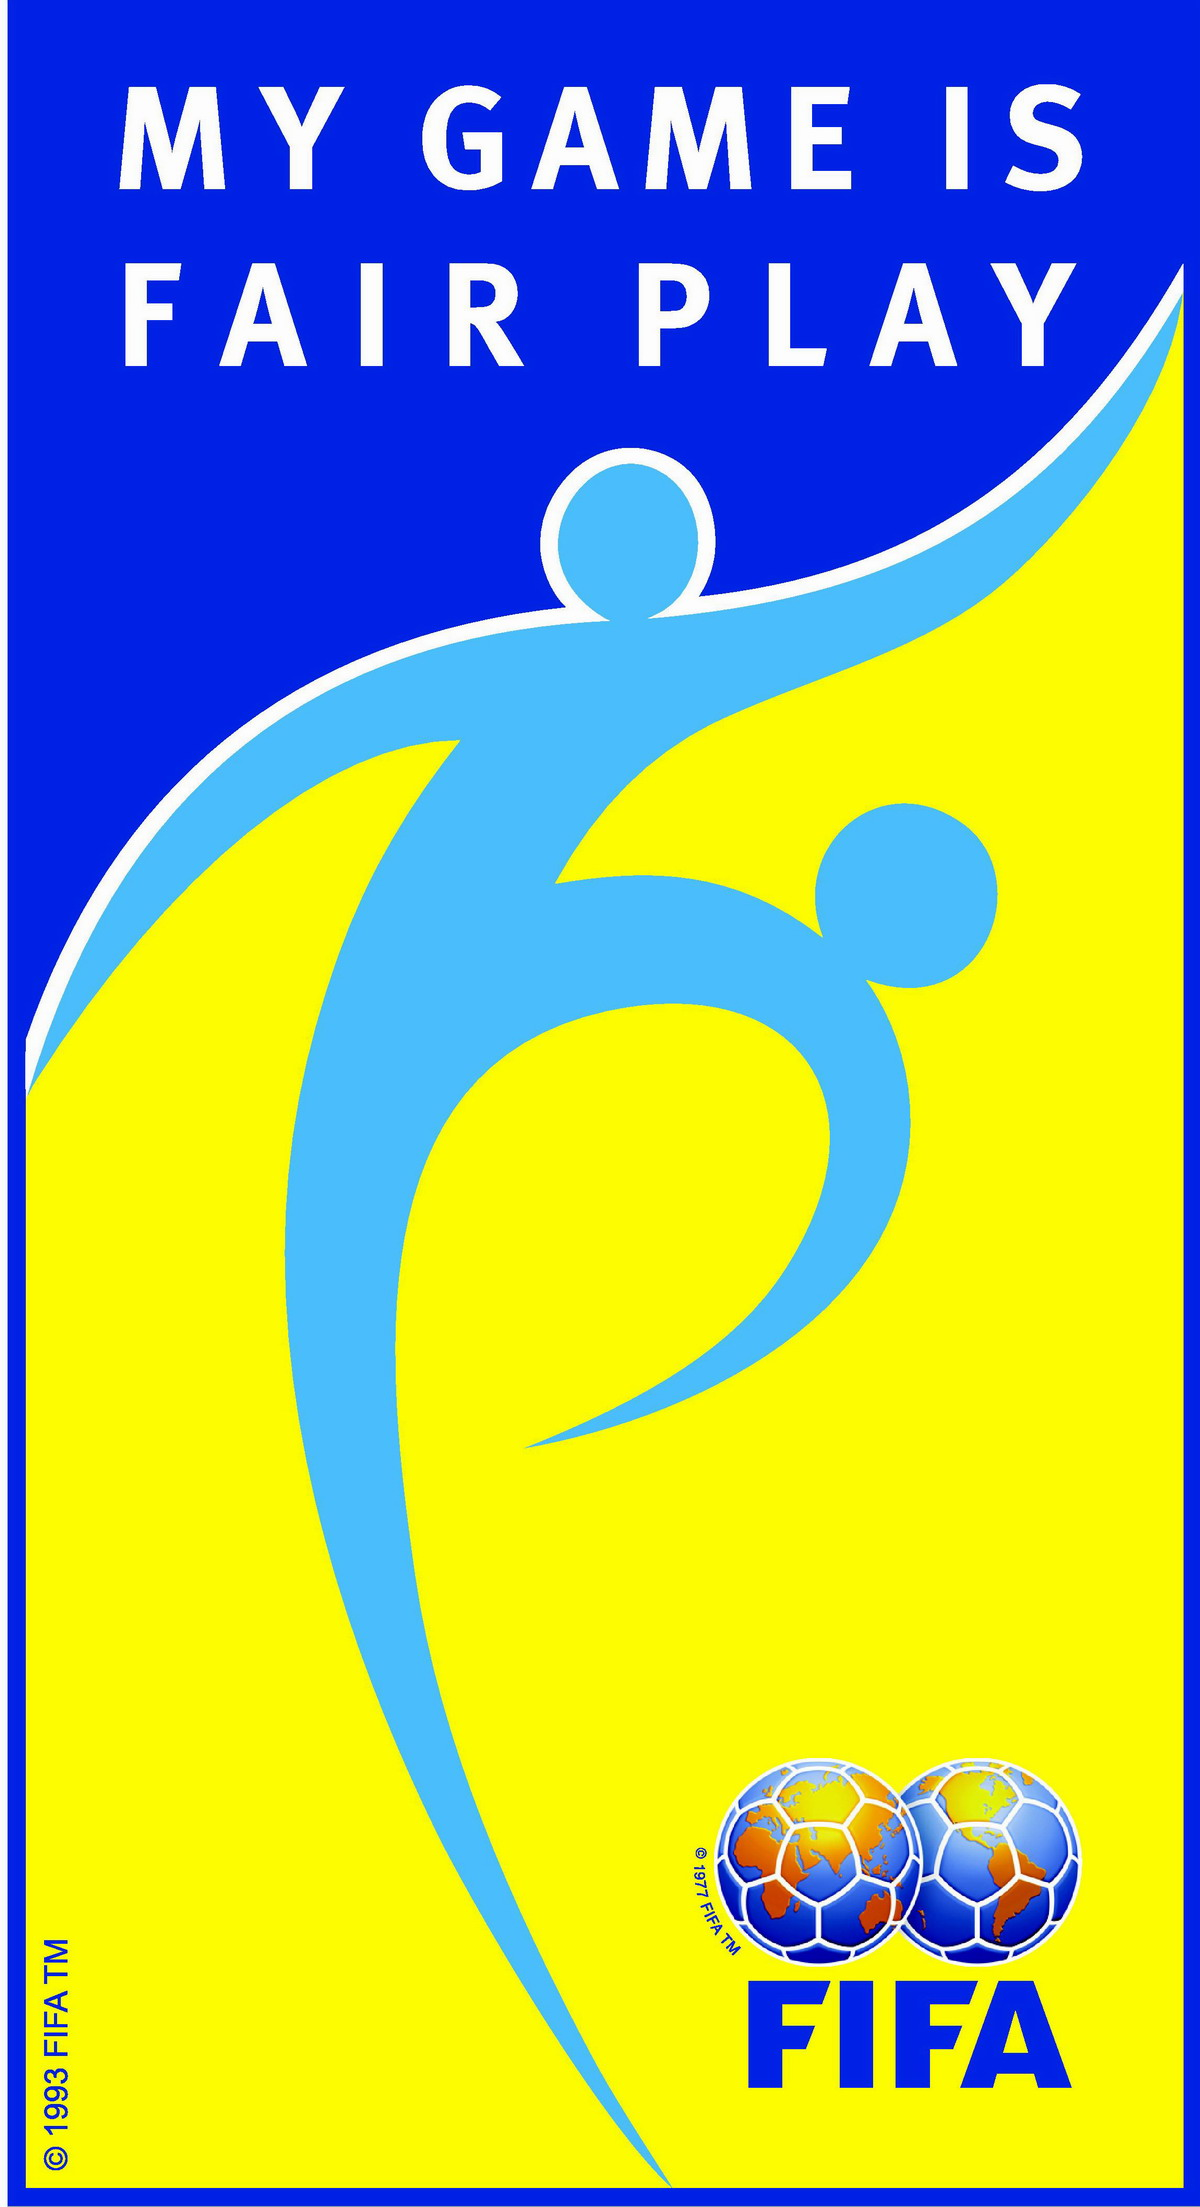 MY GAME IS
FAIR PLAY
© 1977 FIFA TM
FIFA
© 1993 FIFA TM